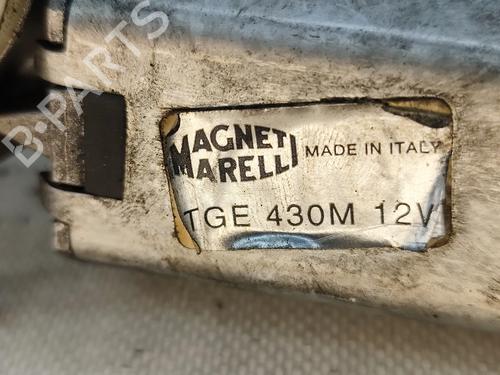 B-PARTS
MAGNETI
MARELLI
MADE IN ITALY
TGE 430M 12V